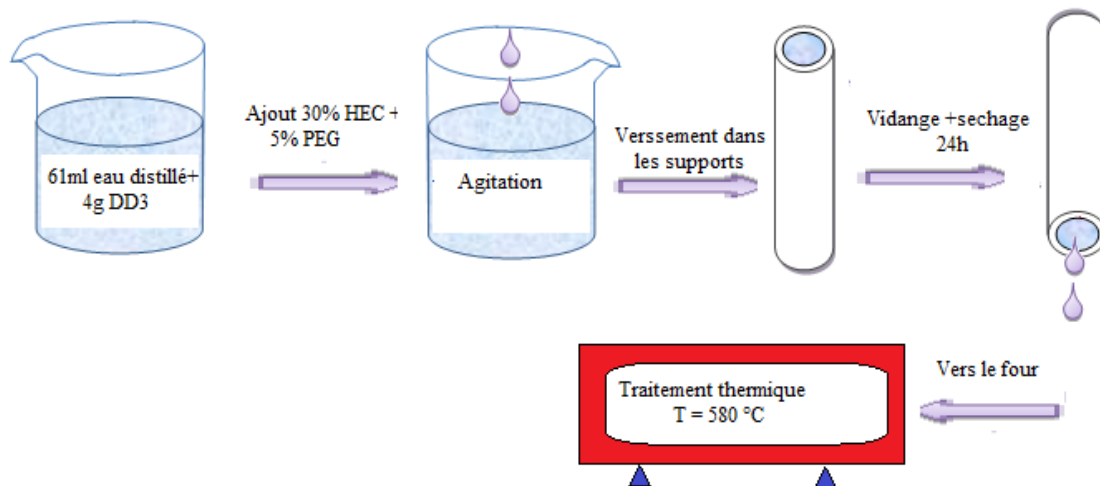 61ml eau distillé+
4g DD3
Ajout 30% HEC +
5% PEG
Agitation
Verssement dans
les supports
Vidange +sechage
24h
Vers le four
Traitement thermique
T = 580 °C